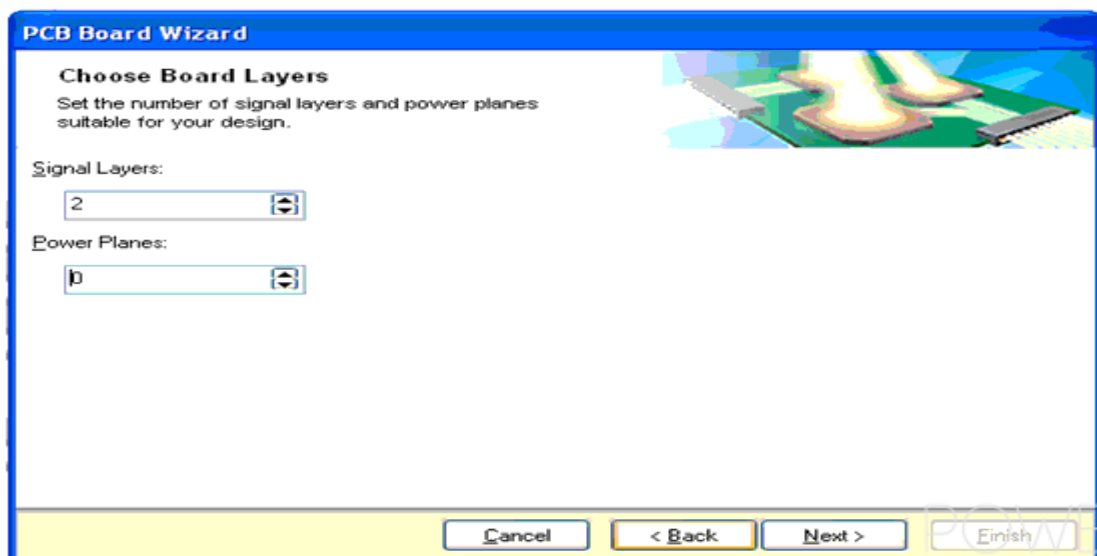 PCB Board Wizard
Choose Board Layers
Set the number of signal layers and power planes
suitable for your design.
Signal Layers:
2
Power Planes:
0
Cancel
< Back
Next >
Finish